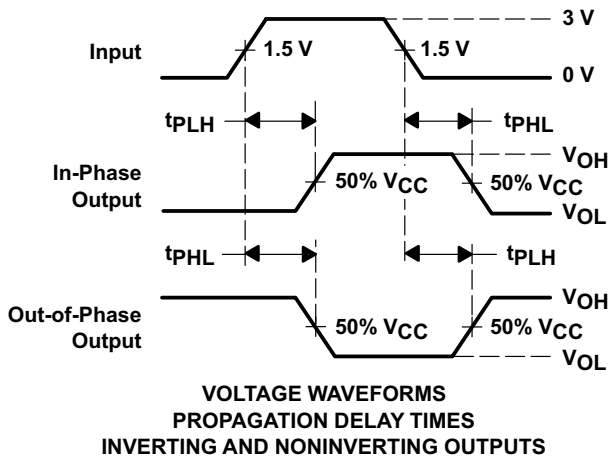 3 V
Input
1.5 V
1.5 V
0 V
tPLH
tPHL
VOH
In-Phase
Output
50% VCC
50% VCC
VOL
tPHL
tPLH
VOH
Out-of-Phase
Output
50% VCC
50% VCC
VOL
VOLTAGE WAVEFORMS
PROPAGATION DELAY TIMES
INVERTING AND NONINVERTING OUTPUTS